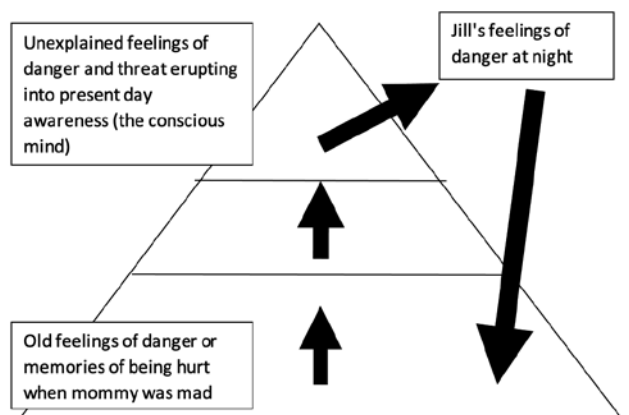 Unexplained feelings of
danger and threat erupting
into present day
awareness (the conscious
mind)
Jill's feelings of
danger at night
Old feelings of danger or
memories of being hurt
when mommy was mad